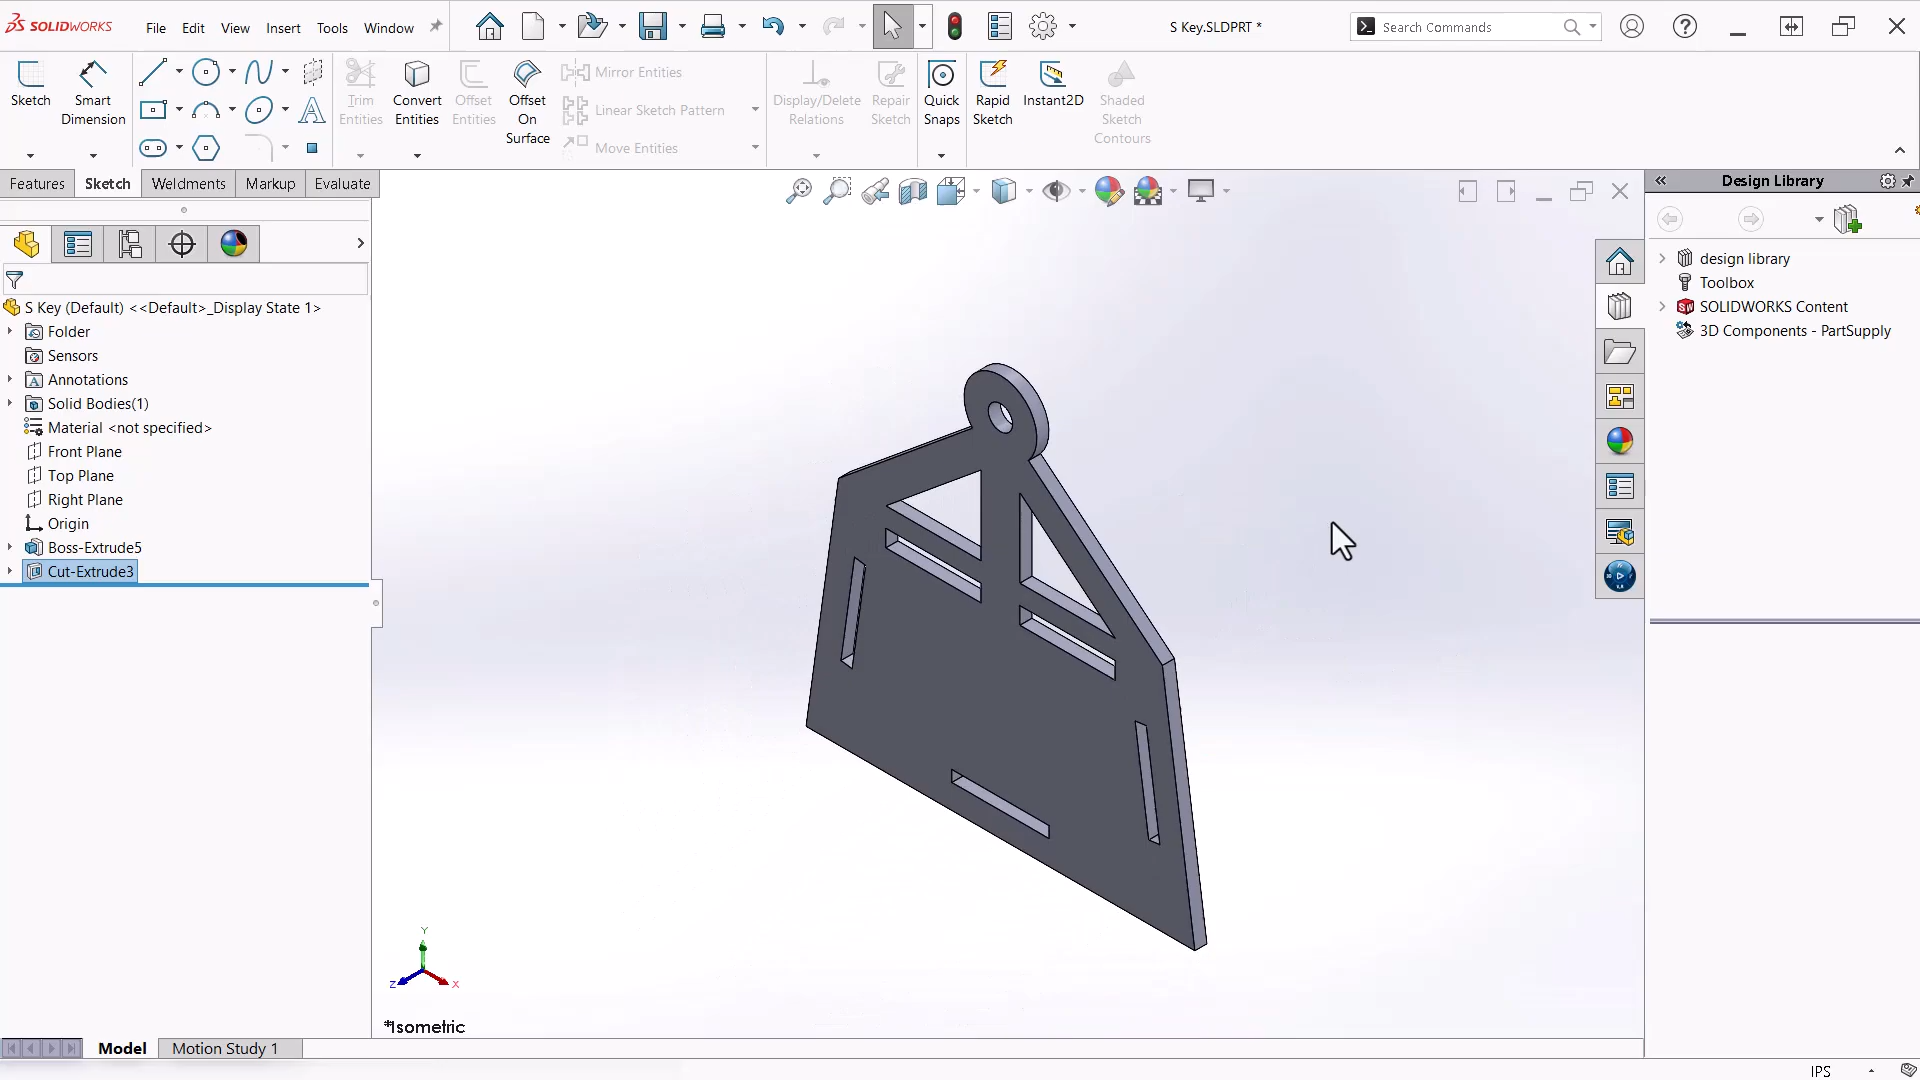 SOLIDWORKS File Edit View Insert Tools Window S Key.SLDPRT * Search Commands
Sketch Smart Dimension Trim Entities Convert Entities Offset Entities Offset On Surface Mirror Entities Linear Sketch Pattern Move Entities Display/Delete Relations Repair Sketch Quick Snaps Rapid Sketch Instant2D Shaded Sketch Contours
Features Sketch Markup Weldments Evaluate
Design Library
S Key (Default) <<Default>_Display State 1>
Folder
Sensors
Annotations
Solid Bodies(1)
Material <not specified>
Front Plane
Top Plane
Right Plane
Origin
Boss-Extrude5
Cut-Extrude3
design library
Toolbox
SOLIDWORKS Content
3D Components - PartSupply
Y
Z
X
*Isometric
Model Motion Study 1
IPS